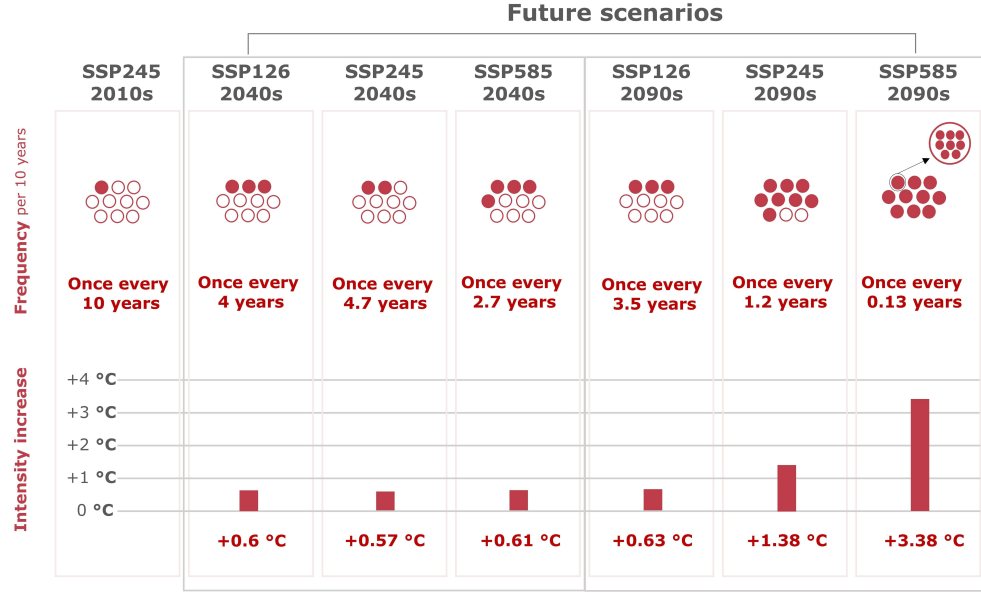 Future scenarios
SSP245
2010s
SSP126
2040s
SSP245
2040s
SSP585
2040s
SSP126
2090s
SSP245
2090s
SSP585
2090s
Frequency per 10 years
Once every
10 years
Once every
4 years
Once every
4.7 years
Once every
2.7 years
Once every
3.5 years
Once every
1.2 years
Once every
0.13 years
Intensity increase
+4 °C
+3 °C
+2 °C
+1 °C
0 °C
+0.6 °C
+0.57 °C
+0.61 °C
+0.63 °C
+1.38 °C
+3.38 °C